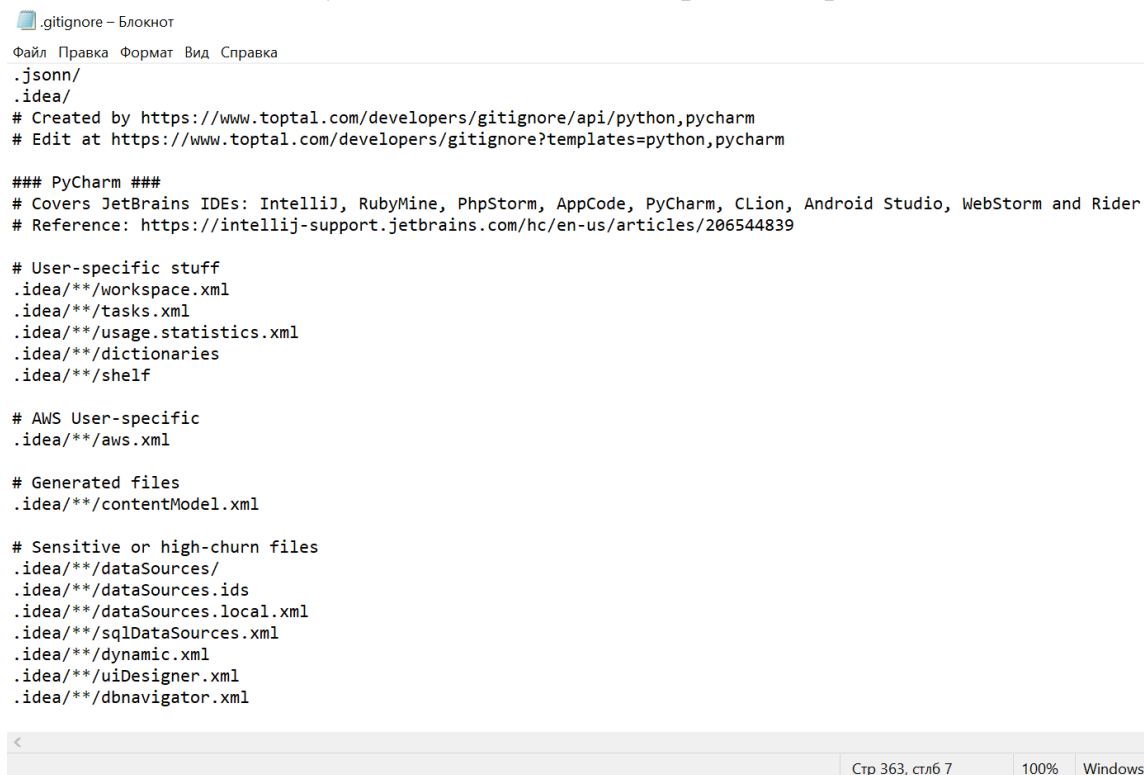 .gitignore – Блокнот
Файл Правка Формат Вид Справка
.jsonn/
.idea/
# Created by https://www.toptal.com/developers/gitignore/api/python,pycharm
# Edit at https://www.toptal.com/developers/gitignore?templates=python,pycharm
### PyCharm ###
# Covers JetBrains IDEs: IntelliJ, RubyMine, PhpStorm, AppCode, PyCharm, CLion, Android Studio, WebStorm and Rider
# Reference: https://intellij-support.jetbrains.com/hc/en-us/articles/206544839
# User-specific stuff
.idea/**/workspace.xml
.idea/**/tasks.xml
.idea/**/usage.statistics.xml
.idea/**/dictionaries
.idea/**/shelf
# AWS User-specific
.idea/**/aws.xml
# Generated files
.idea/**/contentModel.xml
# Sensitive or high-churn files
.idea/**/dataSources/
.idea/**/dataSources.ids
.idea/**/dataSources.local.xml
.idea/**/sqlDataSources.xml
.idea/**/dynamic.xml
.idea/**/uiDesigner.xml
.idea/**/dbnavigator.xml
Стр 363, стлб 7 100% Windows